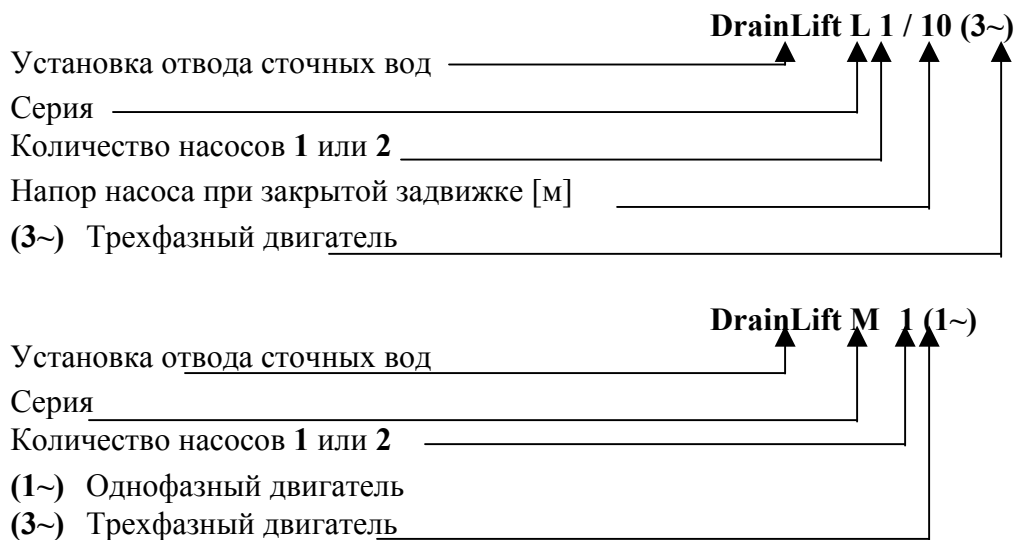 DrainLift L 1 / 10 (3~)
Установка отвода сточных вод
Серия
Количество насосов 1 или 2
Напор насоса при закрытой задвижке [м]
(3~) Трехфазный двигатель
DrainLift M 1 (1~)
Установка отвода сточных вод
Серия
Количество насосов 1 или 2
(1~) Однофазный двигатель
(3~) Трехфазный двигатель